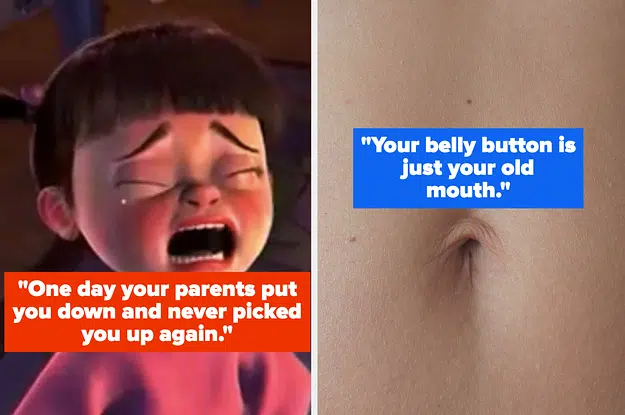 "One day your parents put
you down and never picked
you up again."
"Your belly button is
just your old
mouth."